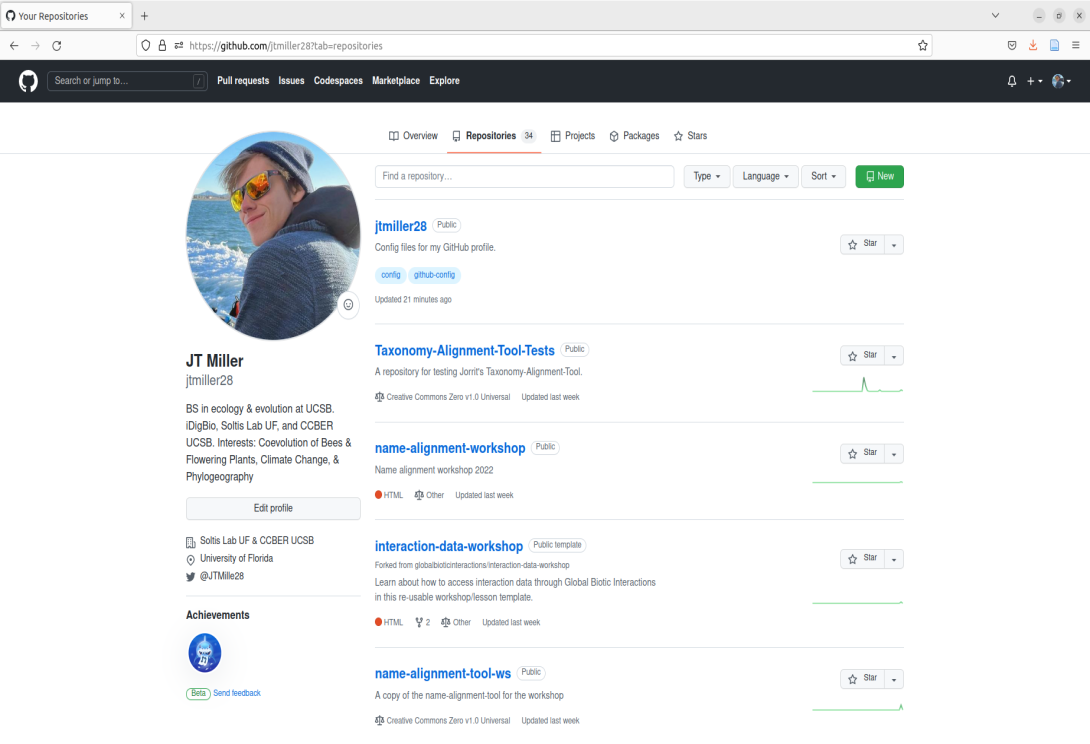 Your Repositories
https://github.com/jtmiller28?tab=repositories
Search or jump to... /
Pull requests Issues Codespaces Marketplace Explore
Overview Repositories 34 Projects Packages Stars
Find a repository...
Type Language Sort New
jtmiller28 Public
Star
Config files for my GitHub profile.
config github-config
Updated 21 minutes ago
Taxonomy-Alignment-Tool-Tests Public
Star
A repository for testing Jorrit's Taxonomy-Alignment-Tool.
Creative Commons Zero v1.0 Universal Updated last week
name-alignment-workshop Public
Star
Name alignment workshop 2022
HTML Other Updated last week
interaction-data-workshop Public template
Star
Forked from globalbioticinteractions/interaction-data-workshop
Learn about how to access interaction data through Global Biotic Interactions
in this re-usable workshop/lesson template.
HTML 2 Other Updated last week
name-alignment-tool-ws Public
Star
A copy of the name-alignment-tool for the workshop
Creative Commons Zero v1.0 Universal Updated last week
JT Miller
jtmiller28
BS in ecology & evolution at UCSB.
iDigBio, Soltis Lab UF, and CCBER
UCSB. Interests: Coevolution of Bees &
Flowering Plants, Climate Change, &
Phylogeography
Edit profile
Soltis Lab UF & CCBER UCSB
University of Florida
@JTMille28
Achievements
Beta Send feedback